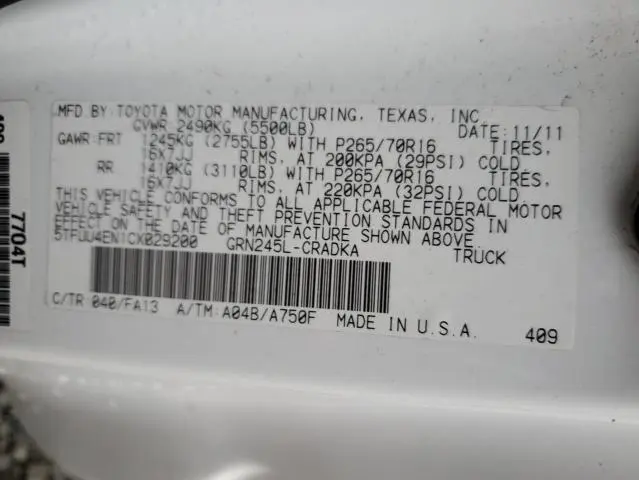 MFD.BY:TOYOTA MOTOR MANUFACTURING, TEXAS, INC.
GVWR 2490KG (5500LB) DATE:11/11
GAWR:FRT 1245KG (2755LB) WITH P265/70R16 TIRES,
16X7JJ RIMS, AT 200KPA (29PSI) COLD
RR 1410KG (3110LB) WITH P265/70R16 TIRES,
16X7JJ RIMS, AT 220KPA (32PSI) COLD
THIS VEHICLE CONFORMS TO ALL APPLICABLE FEDERAL MOTOR
VEHICLE SAFETY AND THEFT PREVENTION STANDARDS IN
EFFECT ON THE DATE OF MANUFACTURE SHOWN ABOVE.
5TFUU4EN1CX029200 GRN245L-CRADKA TRUCK
C/TR:040/FA13 A/TM:A04B/A750F MADE IN U.S.A. 409
7704T